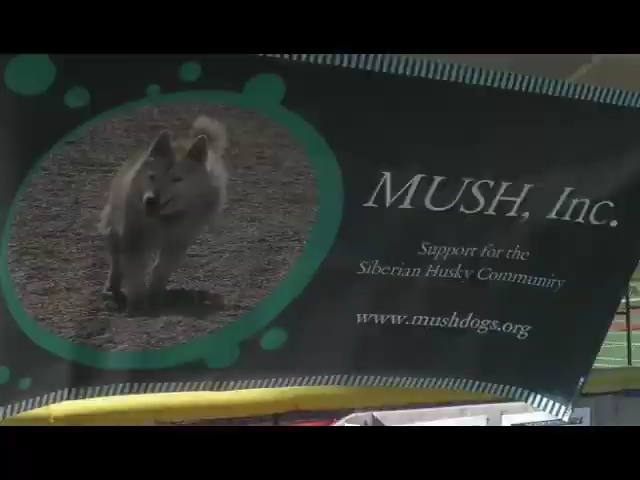 MUSH, Inc.
Support for the
Siberian Husky Community
www.mushdogs.org